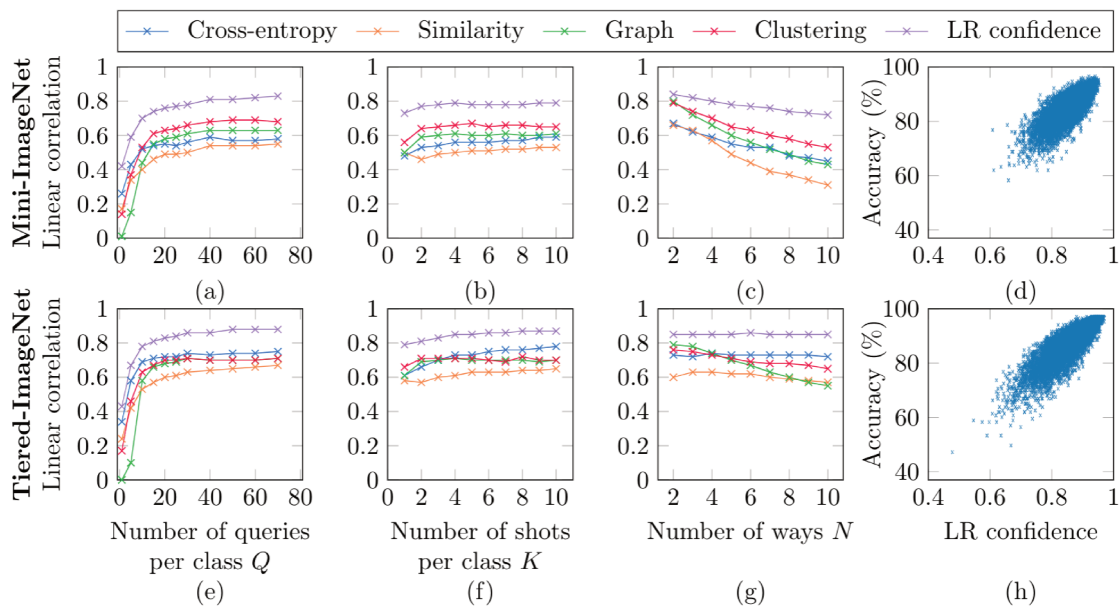 Cross-entropy Similarity Graph Clustering LR confidence
Mini-ImageNet
Linear correlation
1
0.8
0.6
0.4
0.2
0
0 20 40 60 80
(a)
1
0.8
0.6
0.4
0.2
0
0 2 4 6 8 10
(b)
1
0.8
0.6
0.4
0.2
0
2 4 6 8 10
(c)
Accuracy (%)
100
80
60
40
0.4 0.6 0.8 1
(d)
Tiered-ImageNet
Linear correlation
1
0.8
0.6
0.4
0.2
0
0 20 40 60 80
Number of queries
per class Q
(e)
1
0.8
0.6
0.4
0.2
0
0 2 4 6 8 10
Number of shots
per class K
(f)
1
0.8
0.6
0.4
0.2
0
2 4 6 8 10
Number of ways N
(g)
Accuracy (%)
100
80
60
40
0.4 0.6 0.8 1
LR confidence
(h)